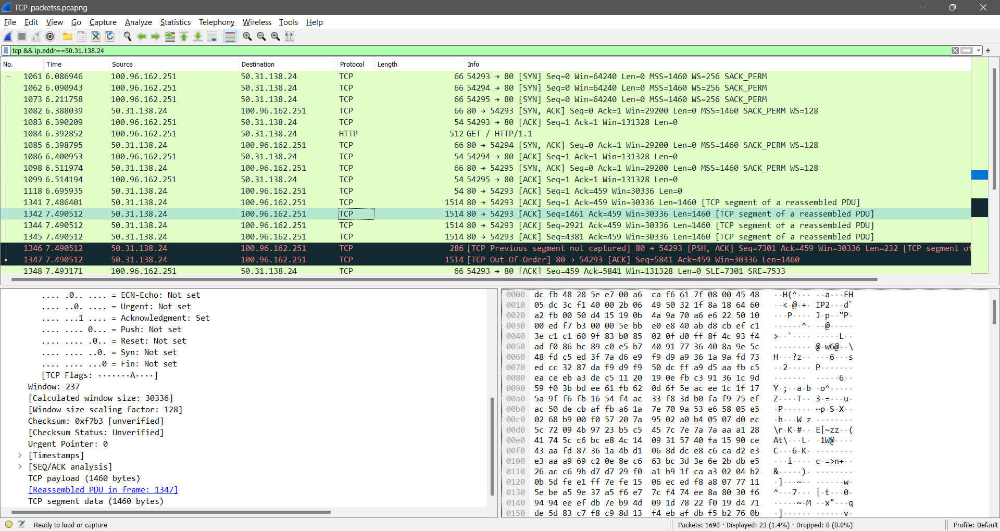 TCP-packetss.pcapng
File Edit View Go Capture Analyze Statistics Telephony Wireless Tools Help
tcp && ip.addr==50.31.138.24
No. Time Source Destination Protocol Length Info
1061 6.086946 100.96.162.251 50.31.138.24 TCP 66 54293 → 80 [SYN] Seq=0 Win=64240 Len=0 MSS=1460 WS=256 SACK_PERM
1062 6.090943 100.96.162.251 50.31.138.24 TCP 66 54294 → 80 [SYN] Seq=0 Win=64240 Len=0 MSS=1460 WS=256 SACK_PERM
1073 6.211758 100.96.162.251 50.31.138.24 TCP 66 54295 → 80 [SYN] Seq=0 Win=64240 Len=0 MSS=1460 WS=256 SACK_PERM
1082 6.388039 50.31.138.24 100.96.162.251 TCP 66 80 → 54293 [SYN, ACK] Seq=0 Ack=1 Win=29200 Len=0 MSS=1460 SACK_PERM WS=128
1083 6.390209 100.96.162.251 50.31.138.24 TCP 54 54293 → 80 [ACK] Seq=1 Ack=1 Win=131328 Len=0
1084 6.392852 100.96.162.251 50.31.138.24 HTTP 512 GET / HTTP/1.1
1085 6.398795 50.31.138.24 100.96.162.251 TCP 66 80 → 54294 [SYN, ACK] Seq=0 Ack=1 Win=29200 Len=0 MSS=1460 SACK_PERM WS=128
1086 6.400953 100.96.162.251 50.31.138.24 TCP 54 54294 → 80 [ACK] Seq=1 Ack=1 Win=131328 Len=0
1098 6.511974 50.31.138.24 100.96.162.251 TCP 66 80 → 54295 [SYN, ACK] Seq=0 Ack=1 Win=29200 Len=0 MSS=1460 SACK_PERM WS=128
1099 6.514194 100.96.162.251 50.31.138.24 TCP 54 54295 → 80 [ACK] Seq=1 Ack=1 Win=131328 Len=0
1118 6.695935 50.31.138.24 100.96.162.251 TCP 54 80 → 54293 [ACK] Seq=1 Ack=459 Win=30336 Len=0
1341 7.486401 50.31.138.24 100.96.162.251 TCP 1514 80 → 54293 [ACK] Seq=1 Ack=459 Win=30336 Len=1460 [TCP segment of a reassembled PDU]
1342 7.490512 50.31.138.24 100.96.162.251 TCP 1514 80 → 54293 [ACK] Seq=1461 Ack=459 Win=30336 Len=1460 [TCP segment of a reassembled PDU]
1344 7.490512 50.31.138.24 100.96.162.251 TCP 1514 80 → 54293 [ACK] Seq=2921 Ack=459 Win=30336 Len=1460 [TCP segment of a reassembled PDU]
1345 7.490512 50.31.138.24 100.96.162.251 TCP 1514 80 → 54293 [ACK] Seq=4381 Ack=459 Win=30336 Len=1460 [TCP segment of a reassembled PDU]
1346 7.490512 50.31.138.24 100.96.162.251 TCP 286 [TCP Previous segment not captured] 80 → 54293 [PSH, ACK] Seq=7301 Ack=459 Win=30336 Len=232 [TCP segment of
1347 7.490512 50.31.138.24 100.96.162.251 TCP 1514 [TCP Out-Of-Order] 80 → 54293 [ACK] Seq=5841 Ack=459 Win=30336 Len=1460
1348 7.493171 100.96.162.251 50.31.138.24 TCP 66 54293 → 80 [ACK] Seq=459 Ack=5841 Win=131328 Len=0 SLE=7301 SRE=7533
.... .0.. .... = ECN-Echo: Not set
.... ..0. .... = Urgent: Not set
.... ...1 .... = Acknowledgment: Set
.... .... 0... = Push: Not set
.... .... .0.. = Reset: Not set
.... .... ..0. = Syn: Not set
.... .... ...0 = Fin: Not set
[TCP Flags: ·······A····]
Window: 237
[Calculated window size: 30336]
[Window size scaling factor: 128]
Checksum: 0xf7b3 [unverified]
[Checksum Status: Unverified]
Urgent Pointer: 0
[Timestamps]
[SEQ/ACK analysis]
TCP payload (1460 bytes)
[Reassembled PDU in frame: 1347]
TCP segment data (1460 bytes)
0000 dc fb 48 28 5e e7 00 a6 ca f6 61 7f 08 00 45 48 ··H(^··· ··a···EH
0010 05 dc 3c f1 40 00 2b 06 49 50 32 1f 8a 18 64 60 ··<·@·+· IP2···d`
0020 a2 fb 00 50 d4 15 19 0b 4a 9a 70 a6 e6 22 50 10 ···P···· J·p··"P·
0030 00 ed f7 b3 00 00 5e bb e0 e8 40 ab d8 cb ef c1 ······^· ··@·····
0040 3e c1 c1 60 9f 83 b0 85 02 0f d0 ff 8f 4c 93 f4 >··`···· ·····L··
0050 ad f0 86 bc 89 c0 e5 b7 40 91 77 36 40 8a 9e 5c ········ @·w6@··\
0060 48 fd c5 ed 3f 7a d6 e9 f9 d9 a9 36 1a 9a fd 73 H···?z·· ···6···s
0070 ed cc 32 87 da f9 d9 f9 50 dc ff a9 d5 aa fb c5 ··2····· P·······
0080 ea ce eb a3 de c5 11 20 19 0e fb c3 91 36 1c 9d ·······  ·····6··
0090 59 f0 3b bd ee 61 fb 62 0d 6f 5e ac ee 1c 1f 17 Y·;··a·b ·o^·····
00a0 5a 9f f6 fb 16 54 f4 ac 33 f8 3d b0 fa f9 75 ef Z····T·· 3·=···u·
00b0 ac 50 de cb af fb a6 1a 7e 70 9a 53 e6 58 05 e5 ·P······ ~p·S·X··
00c0 02 68 b9 00 f0 57 20 7a 95 02 a0 b4 05 07 d0 ec ·h···W z ········
00d0 5c 72 09 4b 97 23 b5 c5 45 7c 7e 7a 7a aa a1 28 \r·K·#·· E|~zz··(
00e0 41 74 5c c6 bc e8 4c 14 09 31 57 40 fa 15 90 ce At\···L· ·1W@····
00f0 43 aa fd 87 36 1a 4b d1 06 8d dc e8 c6 ca d2 e3 C···6·K· ········
0100 e3 aa a9 69 c2 0e 8e c6 63 bc 3d 3e 6e 2b db e5 ···i···· c·=>n+··
0110 26 ac c6 9b d7 d7 29 f0 a1 b9 1f ca a3 02 04 b2 &·····)· ········
0120 0b 5d fe e1 ff 7e fe 15 06 ec ed f8 a8 07 77 11 ·]···~·· ······w·
0130 5e be a5 9e 37 a5 f6 e7 7c f4 74 ee 8a 80 30 f6 ^···7··· |·t···0·
0140 94 94 ee ef db 7e b9 4d 09 1d 78 22 f0 19 d4 71 ·····~·M ··x"···q
0150 de 5d 83 c7 f8 c9 8d 13 f4 eb af db f5 b2 76 0b ·]······ ······v·
Ready to load or capture
Packets: 1690 · Displayed: 23 (1.4%) · Dropped: 0 (0.0%)
Profile: Default